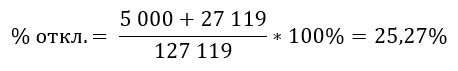 % откл. = 5 000 + 27 119 / 127 119 * 100% = 25,27%